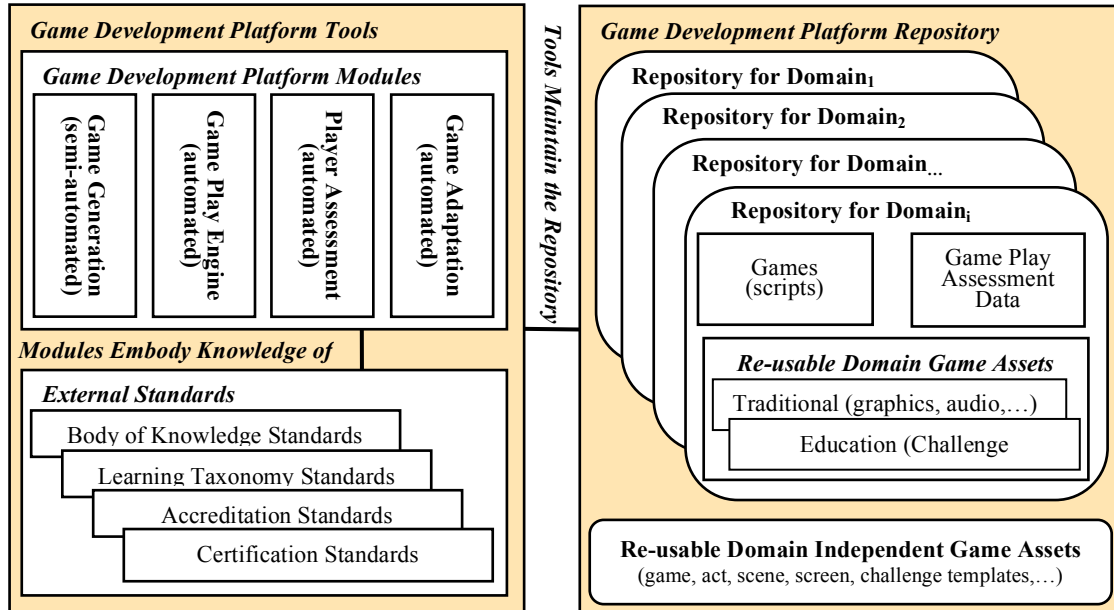 Game Development Platform Tools
Game Development Platform Modules
Game Generation
(semi-automated)
Game Play Engine
(automated)
Player Assessment
(automated)
Game Adaptation
(automated)
Modules Embody Knowledge of
External Standards
Body of Knowledge Standards
Learning Taxonomy Standards
Accreditation Standards
Certification Standards
Tools Maintain the Repository
Game Development Platform Repository
Repository for Domain1
Repository for Domain2
Repository for Domain...
Repository for Domaini
Games
(scripts)
Game Play
Assessment
Data
Re-usable Domain Game Assets
Traditional (graphics, audio,…)
Education (Challenge
Re-usable Domain Independent Game Assets
(game, act, scene, screen, challenge templates,…)